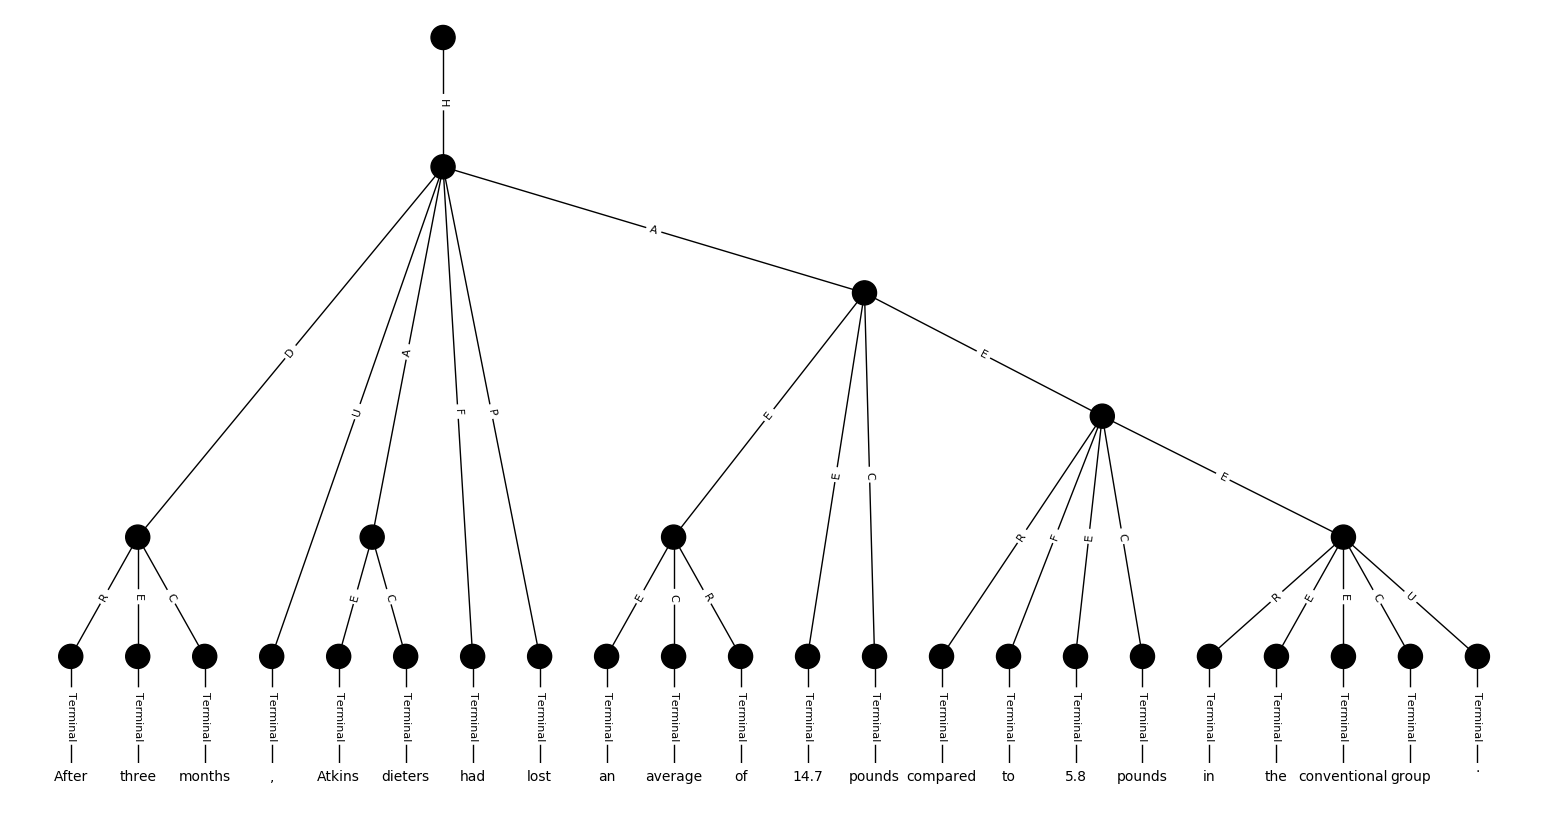 H
A
D
A
E
U
F
P
E
E
E
C
R
F
E
C
R
E
C
E
C
E
C
R
R
E
E
C
U
Terminal Terminal Terminal Terminal Terminal Terminal Terminal Terminal Terminal Terminal Terminal Terminal Terminal Terminal Terminal Terminal Terminal Terminal Terminal Terminal Terminal Terminal
After three months , Atkins dieters had lost an average of 14.7 pounds compared to 5.8 pounds in the conventional group .